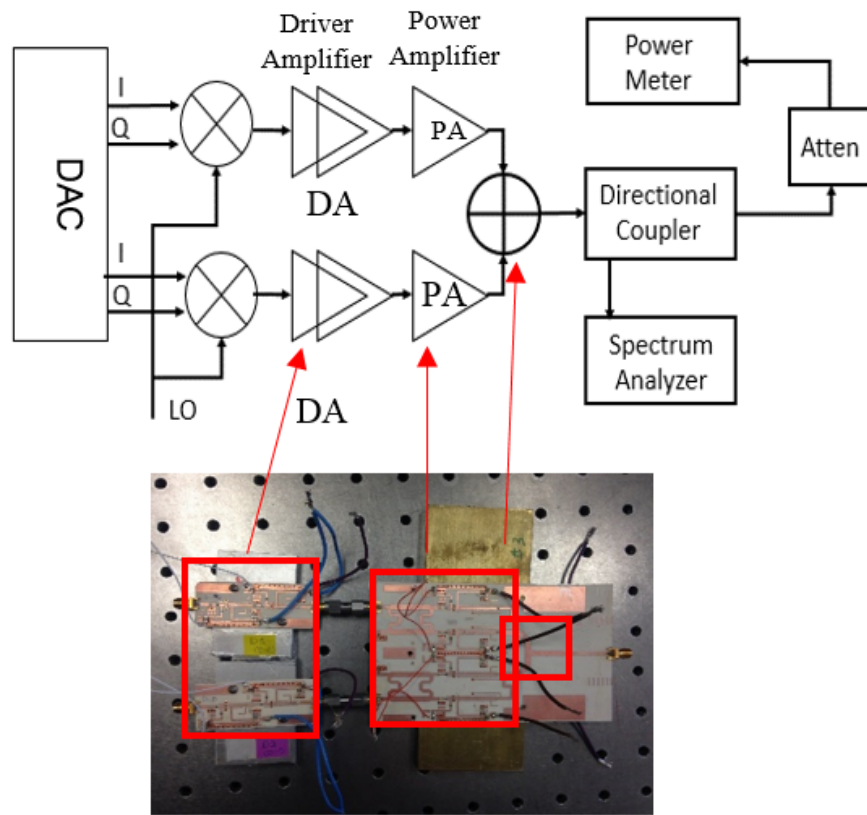 Driver
Amplifier
Power
Amplifier
Power
Meter
DAC
I
Q
PA
DA
Atten
Directional
Coupler
I
Q
PA
LO
DA
Spectrum
Analyzer